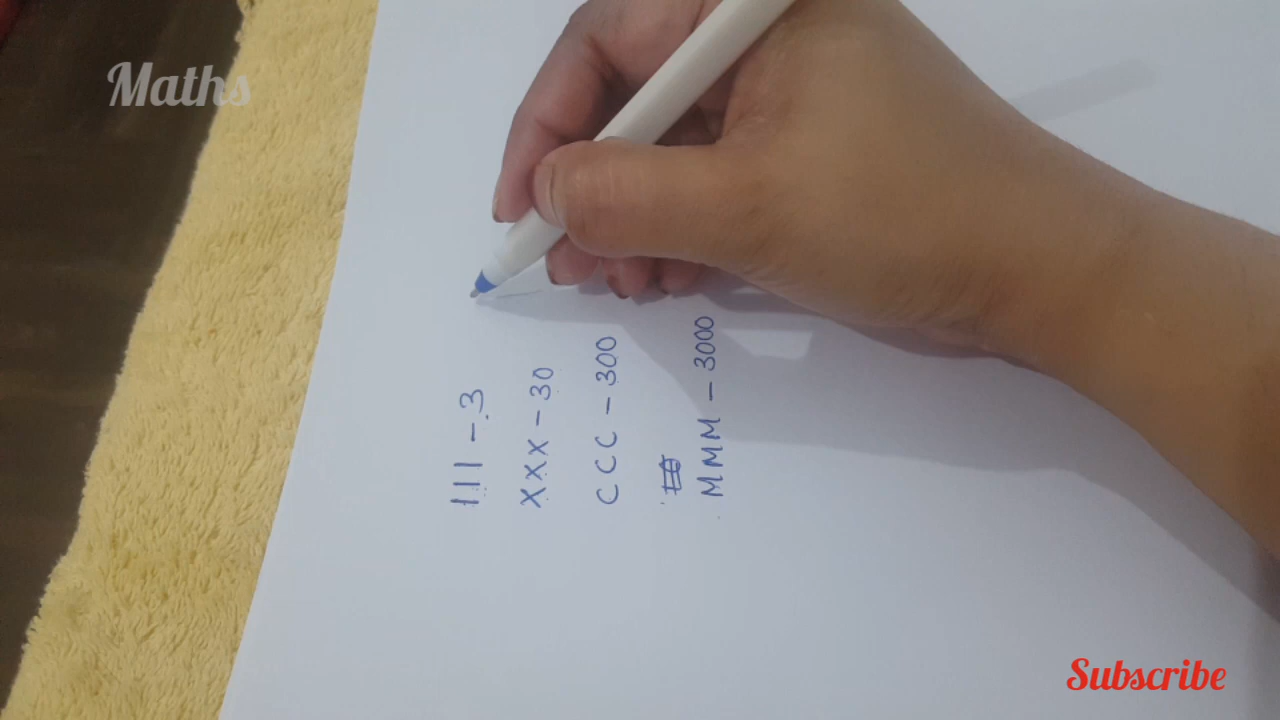 Maths
III - 3
XXX - 30
CCC - 300
MMM - 3000
Subscribe